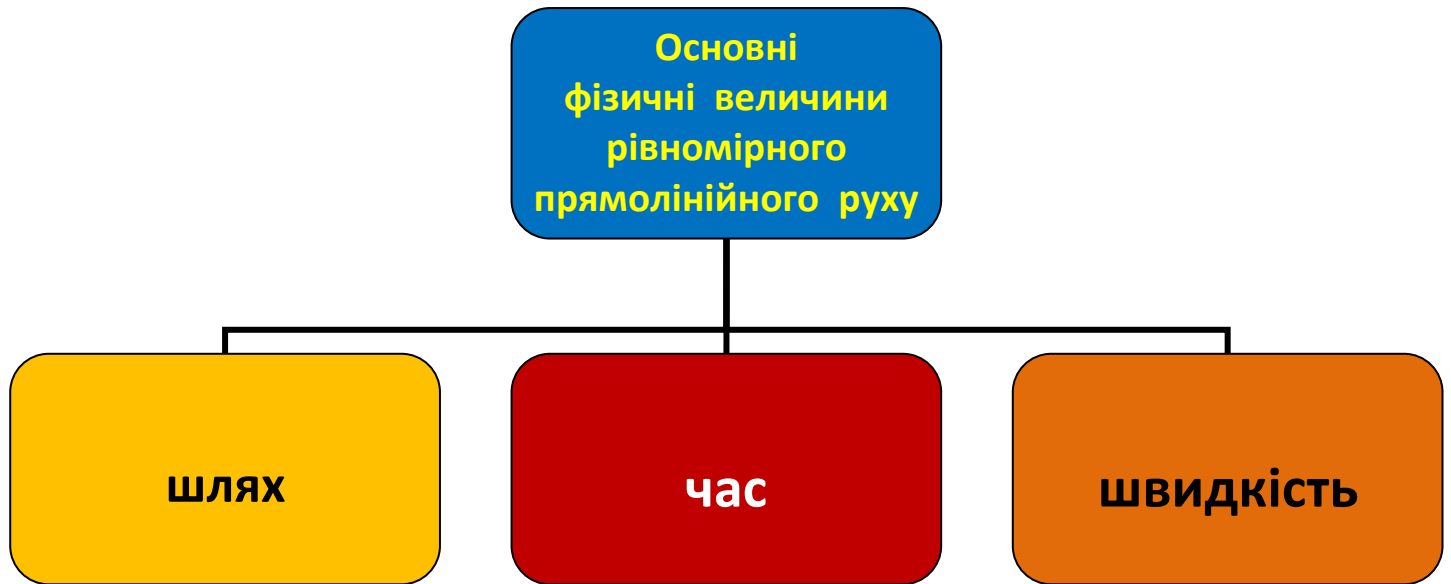 Основні
фізичні величини
рівномірного
прямолінійного руху
шлях
час
швидкість